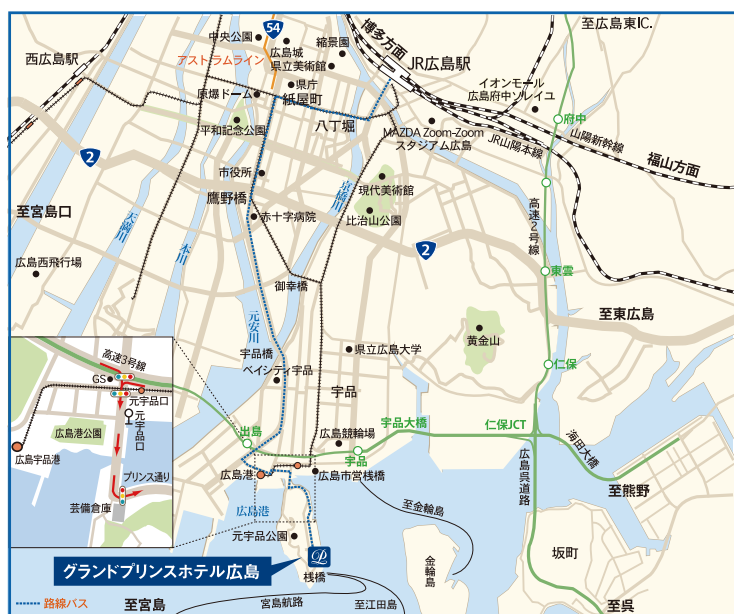 54
中央公園
広島城
県立美術館
縮景園
西広島駅
アストラムライン
県庁
原爆ドーム
紙屋町
八丁堀
平和記念公園
博多方面
JR広島駅
至広島東IC.
イオンモール
広島府中ソレイユ
府中
MAZDA Zoom-Zoom
スタジアム広島
JR山陽本線
山陽新幹線
福山方面
2
市役所
鷹野橋
赤十字病院
京橋川
現代美術館
比治山公園
高速2号線
至宮島口
天満川
本川
広島西飛行場
2
御幸橋
東雲
至東広島
元安川
宇品橋
ベイシティ宇品
県立広島大学
黄金山
仁保
宇品
出島
広島競輪場
宇品大橋
仁保JCT
宇品
海田大橋
広島港
広島市営桟橋
広島呉道路
至熊野
広島港
至金輪島
元宇品公園
金輪島
坂町
グランドプリンスホテル広島
P
桟橋
宮島航路
至宮島
至江田島
至呉
路線バス
高速3号線
GS
元宇品口
元宇品口
広島港公園
広島宇品港
プリンス通り
芸備倉庫